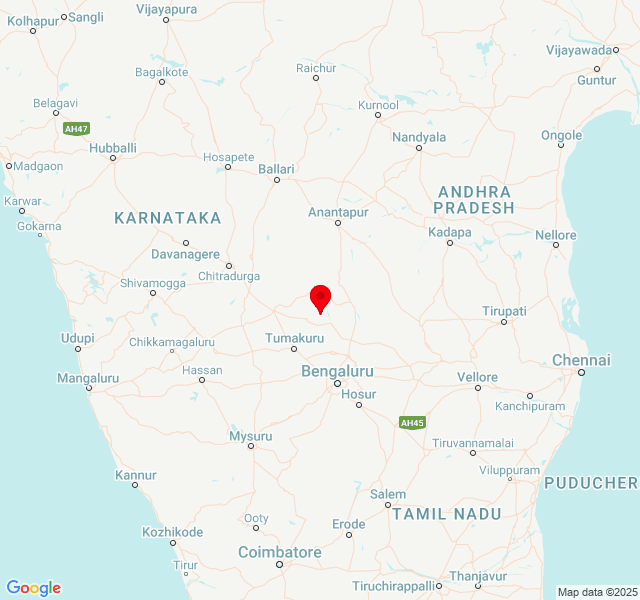 Vijayapura
Sangli
Kolhapur
Vijayawada
Raichur
Bagalkote
Guntur
Belagavi
Kurnool
AH47
Nandyala
Ongole
Hubballi
Hosapete
Madgaon
Ballari
ANDHRA
PRADESH
Karwar
Anantapur
KARNATAKA
Gokarna
Kadapa
Nellore
Davanagere
Chitradurga
Shivamogga
Tirupati
Udupi
Tumakuru
Chikkamagaluru
Chennai
Hassan
Bengaluru
Mangaluru
Vellore
Hosur
Kanchipuram
AH45
Mysuru
Tiruvannamalai
Viluppuram
Kannur
PUDUCHER
Salem
TAMIL NADU
Ooty
Erode
Kozhikode
Coimbatore
Tirur
Thanjavur
Tiruchirappalli
Google
Map data ©2025